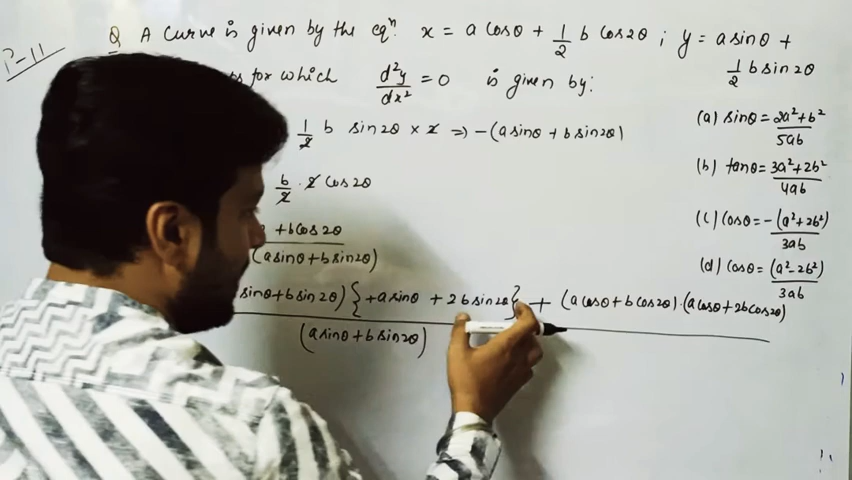 P-11
Q A curve is given by the eqⁿ. x = a cosθ + 1/2 b cos2θ ; y = a sinθ +
1/2 b sin2θ
for which d²y/dx² = 0 is given by:
(a) sinθ = 2a²+b²/5ab
1/2 b sin2θ × 2 => -(a sinθ + b sin2θ)
(b) tanθ = 3a²+2b²/4ab
b/2 · 2 cos2θ
(c) cosθ = -(a²+2b²)/3ab
+ b cos2θ
(a sinθ + b sin2θ)
(d) cosθ = (a²-2b²)/3ab
sinθ + b sin2θ) {+a sinθ + 2b sin2θ} + (a cosθ + b cos2θ) · (a cosθ + 2b cos2θ)
(a sinθ + b sin2θ)